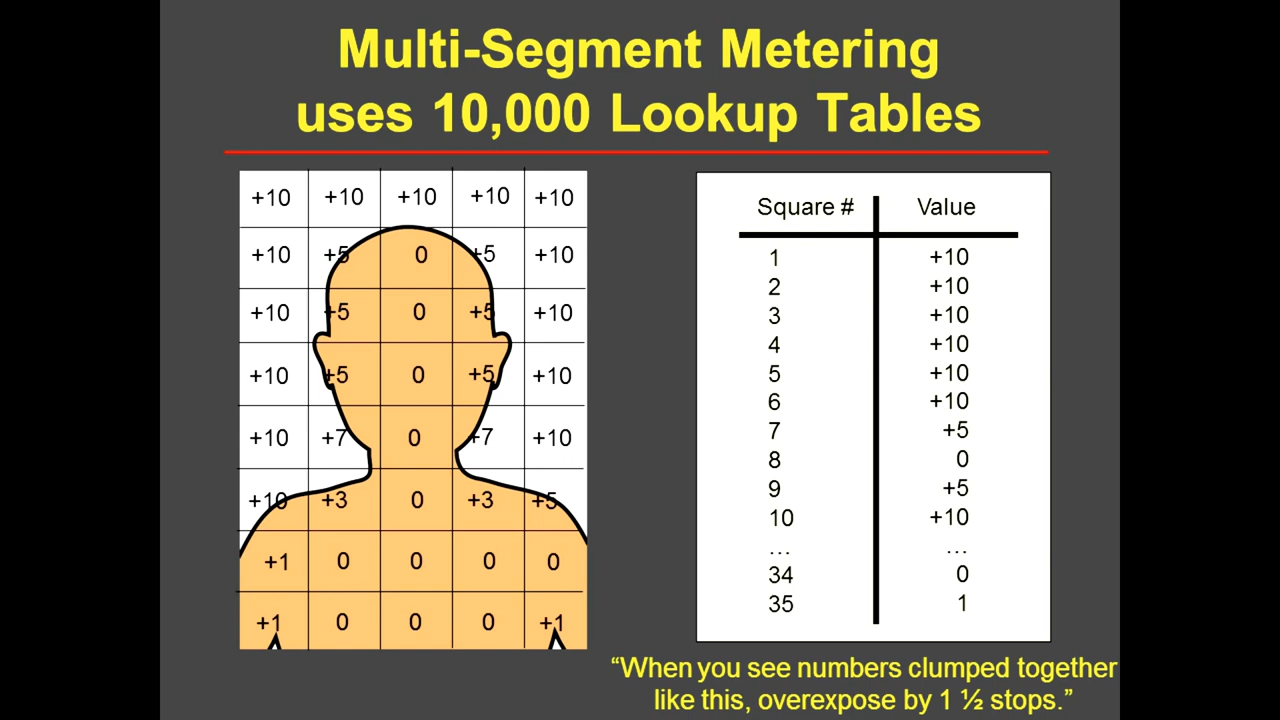 Multi-Segment Metering
uses 10,000 Lookup Tables
+10 +10 +10 +10 +10
+10 +5 0 +5 +10
+10 +5 0 +5 +10
+10 +5 0 +5 +10
+10 +7 0 +7 +10
+10 +3 0 +3 +5
+1 0 0 0 0
+1 0 0 0 +1
Square # Value
1 +10
2 +10
3 +10
4 +10
5 +10
6 +10
7 +5
8 0
9 +5
10 +10
… …
34 0
35 1
“When you see numbers clumped together
like this, overexpose by 1 ½ stops.”